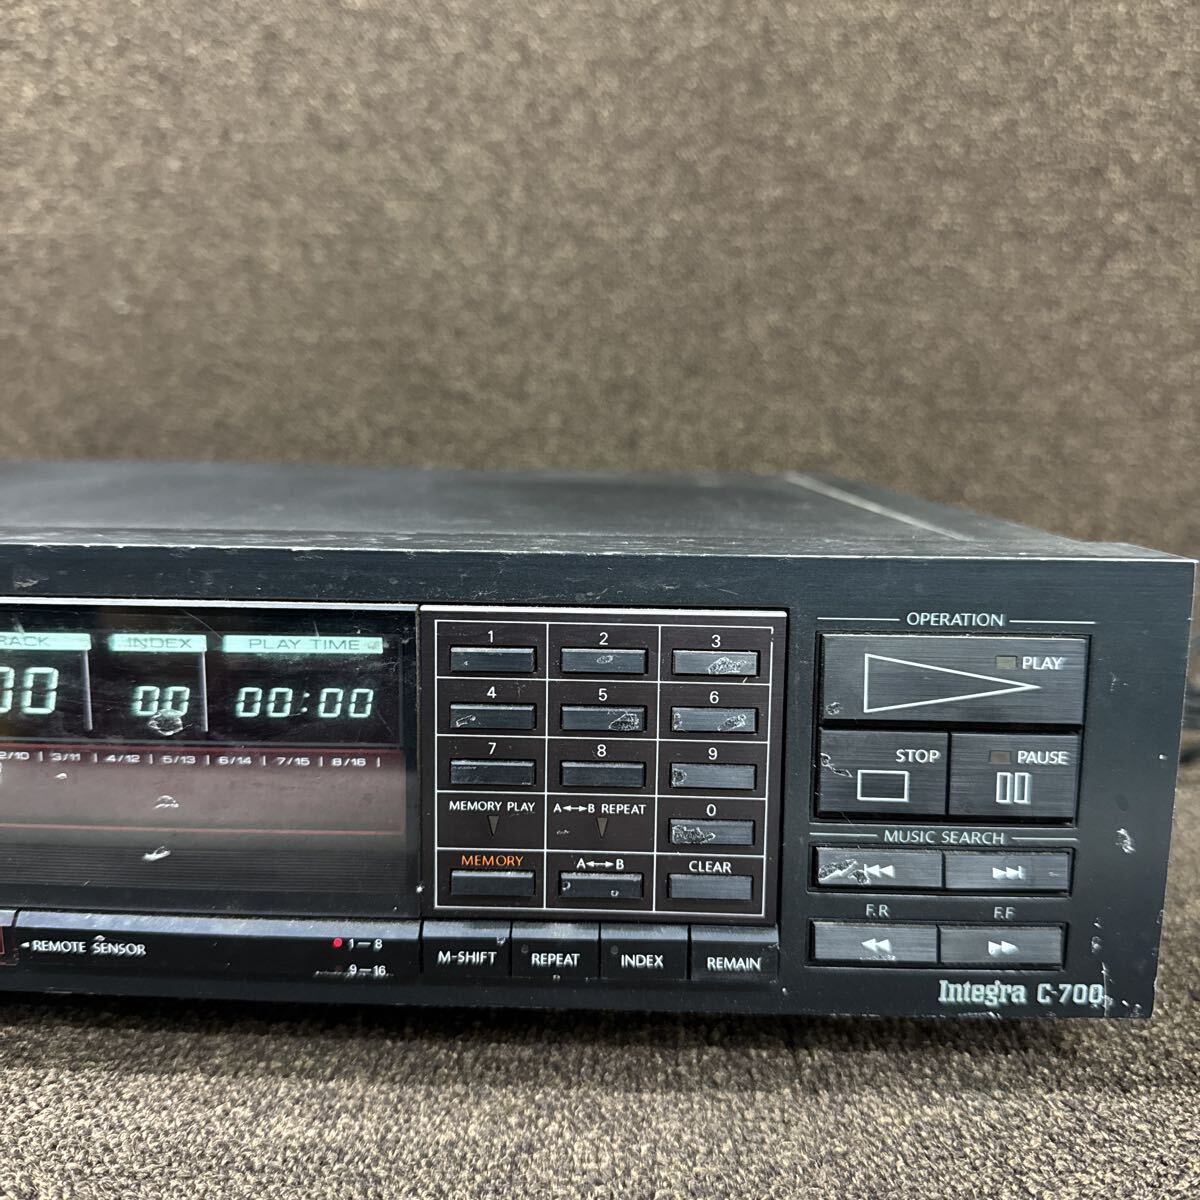 INDEX PLAY TIME
00 00 00:00
2/10 | 3/11 | 4/12 | 5/13 | 6/14 | 7/15 | 8/16 |
REMOTE SENSOR
1-8
9-16
1 2 3
4 5 6
7 8 9
MEMORY PLAY A↔B REPEAT 0
MEMORY A↔B CLEAR
M-SHIFT REPEAT INDEX REMAIN
OPERATION
PLAY
STOP PAUSE
MUSIC SEARCH
F.R F.F
Integra C-700